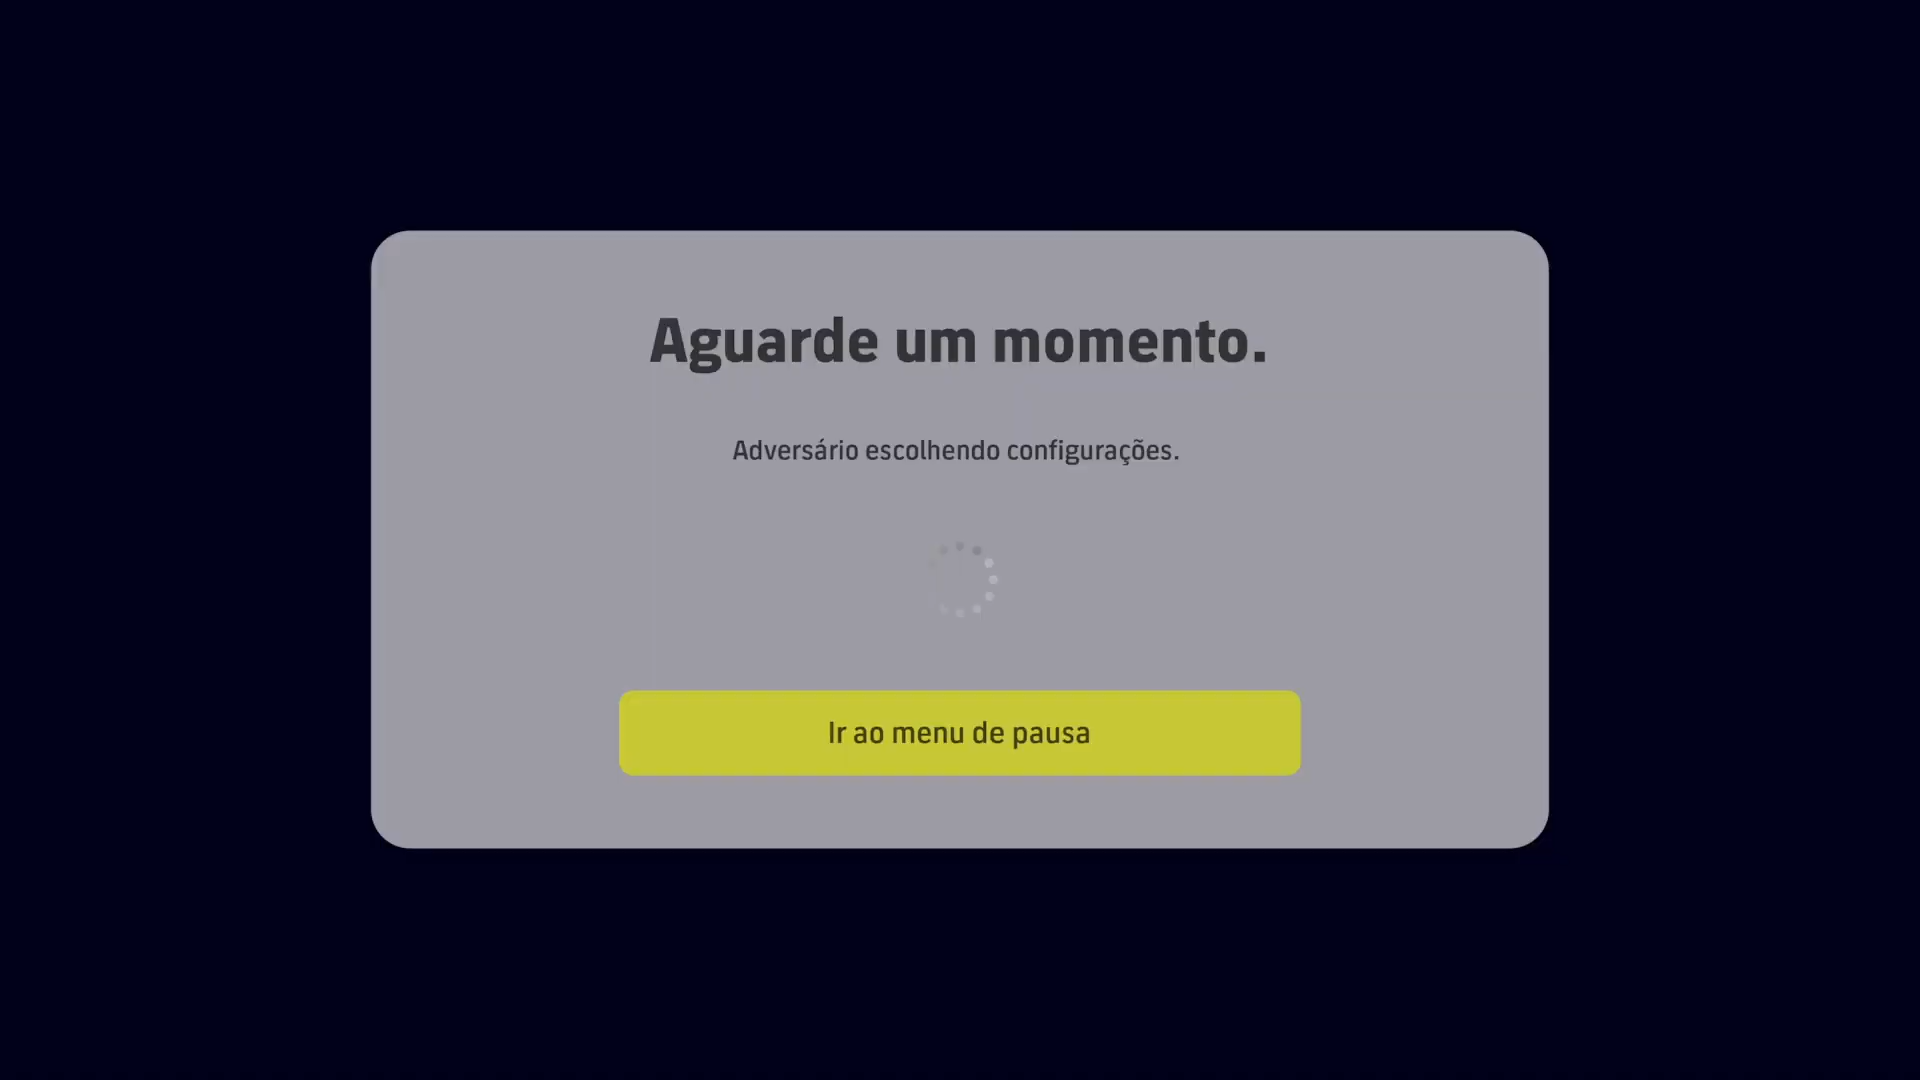 Aguarde um momento.
Adversário escolhendo configurações.
Ir ao menu de pausa